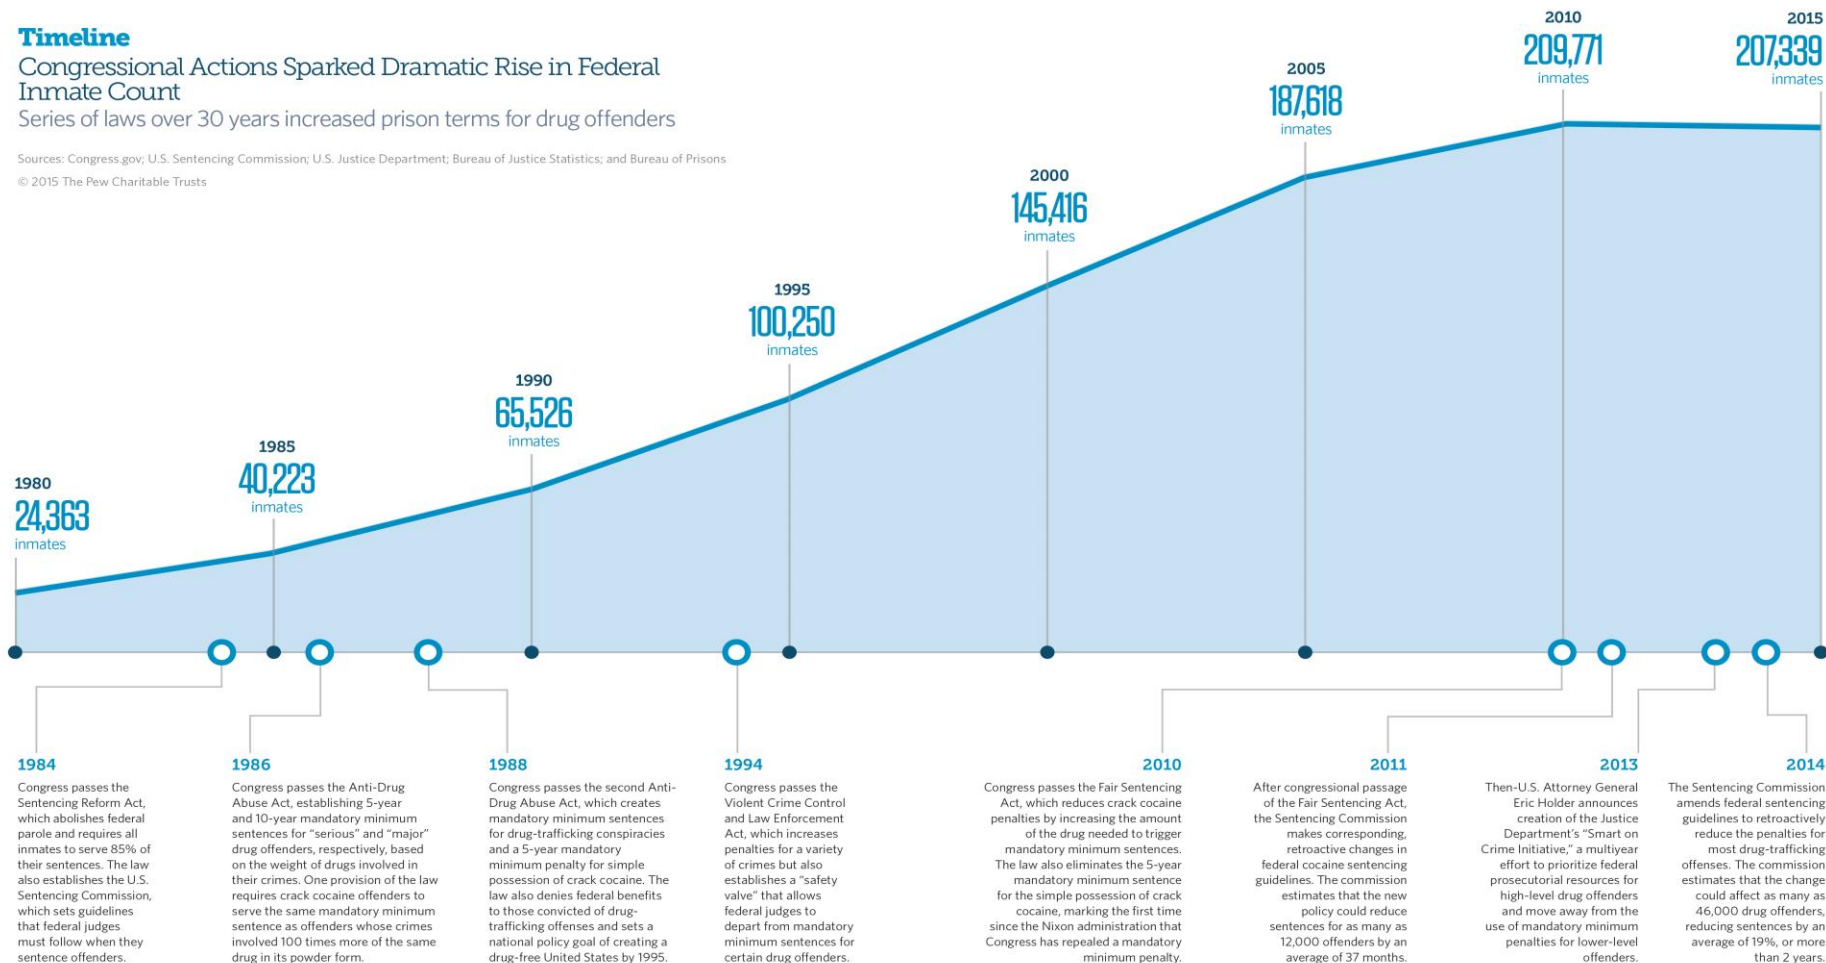 Timeline
Congressional Actions Sparked Dramatic Rise in Federal
Inmate Count
Series of laws over 30 years increased prison terms for drug offenders
Sources: Congress.gov; U.S. Sentencing Commission; U.S. Justice Department; Bureau of Justice Statistics; and Bureau of Prisons
© 2015 The Pew Charitable Trusts
1980
24,363
inmates
1985
40,223
inmates
1990
65,526
inmates
1995
100,250
inmates
2000
145,416
inmates
2005
187,618
inmates
2010
209,771
inmates
2015
207,339
inmates
1984
Congress passes the
Sentencing Reform Act,
which abolishes federal
parole and requires all
inmates to serve 85% of
their sentences. The law
also establishes the U.S.
Sentencing Commission,
which sets guidelines
that federal judges
must follow when they
sentence offenders.
1986
Congress passes the Anti-Drug
Abuse Act, establishing 5-year
and 10-year mandatory minimum
sentences for “serious” and “major”
drug offenders, respectively, based
on the weight of drugs involved in
their crimes. One provision of the law
requires crack cocaine offenders to
serve the same mandatory minimum
sentence as offenders whose crimes
involved 100 times more of the same
drug in its powder form.
1988
Congress passes the second Anti-
Drug Abuse Act, which creates
mandatory minimum sentences
for drug-trafficking conspiracies
and a 5-year mandatory
minimum penalty for simple
possession of crack cocaine. The
law also denies federal benefits
to those convicted of drug-
trafficking offenses and sets a
national policy goal of creating a
drug-free United States by 1995.
1994
Congress passes the
Violent Crime Control
and Law Enforcement
Act, which increases
penalties for a variety
of crimes but also
establishes a “safety
valve” that allows
federal judges to
depart from mandatory
minimum sentences for
certain drug offenders.
2010
Congress passes the Fair Sentencing
Act, which reduces crack cocaine
penalties by increasing the amount
of the drug needed to trigger
mandatory minimum sentences.
The law also eliminates the 5-year
mandatory minimum sentence
for the simple possession of crack
cocaine, marking the first time
since the Nixon administration that
Congress has repealed a mandatory
minimum penalty.
2011
After congressional passage
of the Fair Sentencing Act,
the Sentencing Commission
makes corresponding,
retroactive changes in
federal cocaine sentencing
guidelines. The commission
estimates that the new
policy could reduce
sentences for as many as
12,000 offenders by an
average of 37 months.
2013
Then-U.S. Attorney General
Eric Holder announces
creation of the Justice
Department’s “Smart on
Crime Initiative,” a multiyear
effort to prioritize federal
prosecutorial resources for
high-level drug offenders
and move away from the
use of mandatory minimum
penalties for lower-level
offenders.
2014
The Sentencing Commission
amends federal sentencing
guidelines to retroactively
reduce the penalties for
most drug-trafficking
offenses. The commission
estimates that the change
could affect as many as
46,000 drug offenders,
reducing sentences by an
average of 19%, or more
than 2 years.